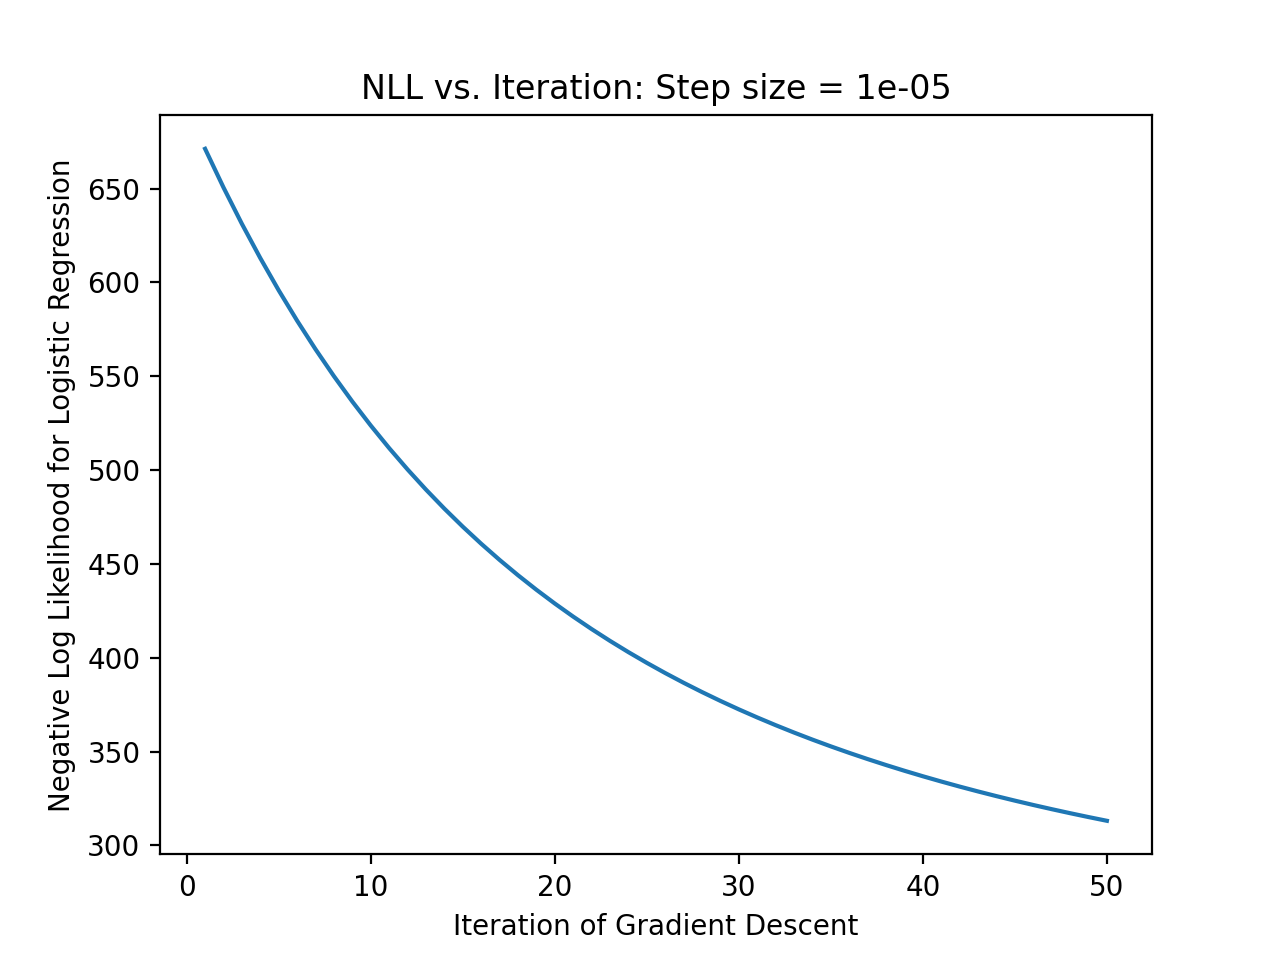 NLL vs. Iteration: Step size = 1e-05
Negative Log Likelihood for Logistic Regression
650
600
550
500
450
400
350
300
0 10 20 30 40 50
Iteration of Gradient Descent